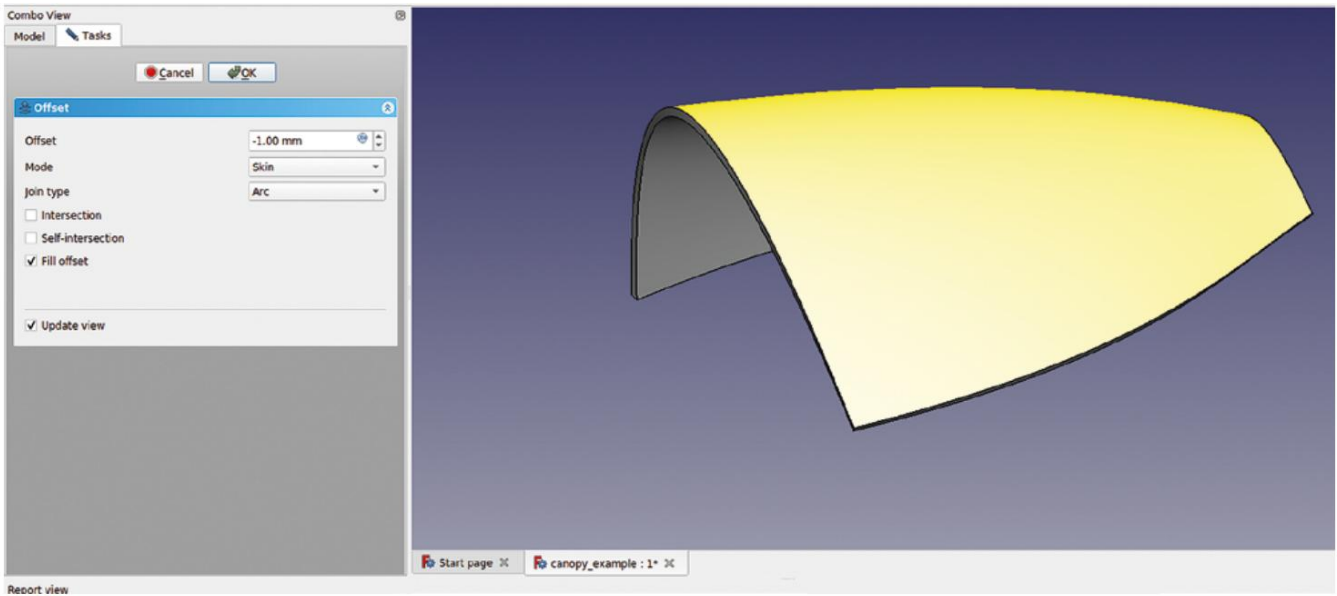 Combo View
Model Tasks
Cancel OK
Offset
Offset -1.00 mm
Mode Skin
Join type Arc
Intersection
Self-intersection
Fill offset
Update view
Start page canopy_example : 1*
Report view